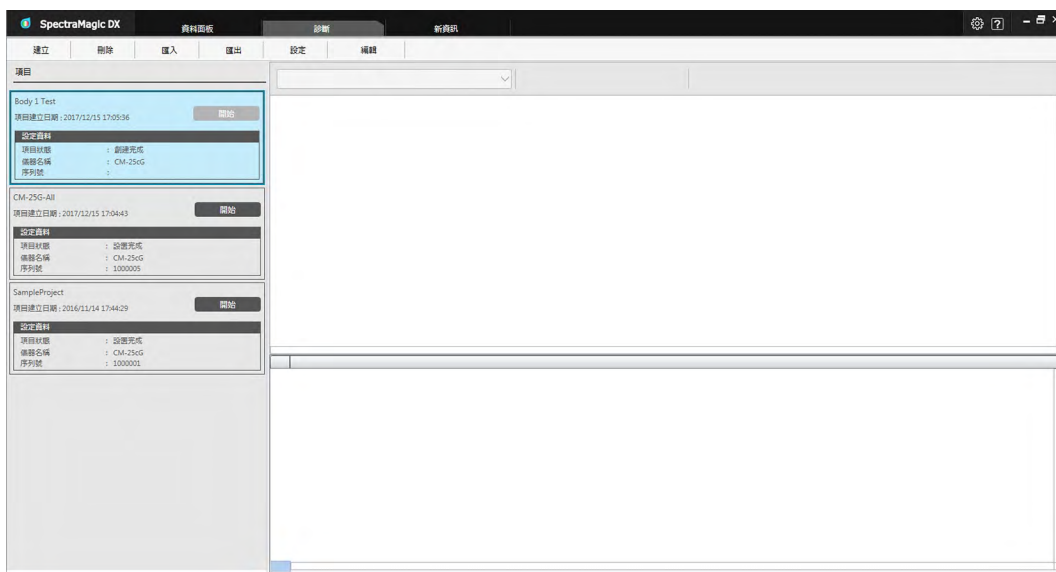 SpectraMagic DX
資料面板
診斷
新資訊
建立
刪除
匯入
匯出
設定
編輯
項目
Body 1 Test
項目建立日期 : 2017/12/15 17:05:36
開始
設定資料
項目狀態 : 創建完成
儀器名稱 : CM-25cG
序列號 :
CM-25G-All
項目建立日期 : 2017/12/15 17:04:43
開始
設定資料
項目狀態 : 設置完成
儀器名稱 : CM-25cG
序列號 : 1000005
SampleProject
項目建立日期 : 2016/11/14 17:44:29
開始
設定資料
項目狀態 : 設置完成
儀器名稱 : CM-25cG
序列號 : 1000001